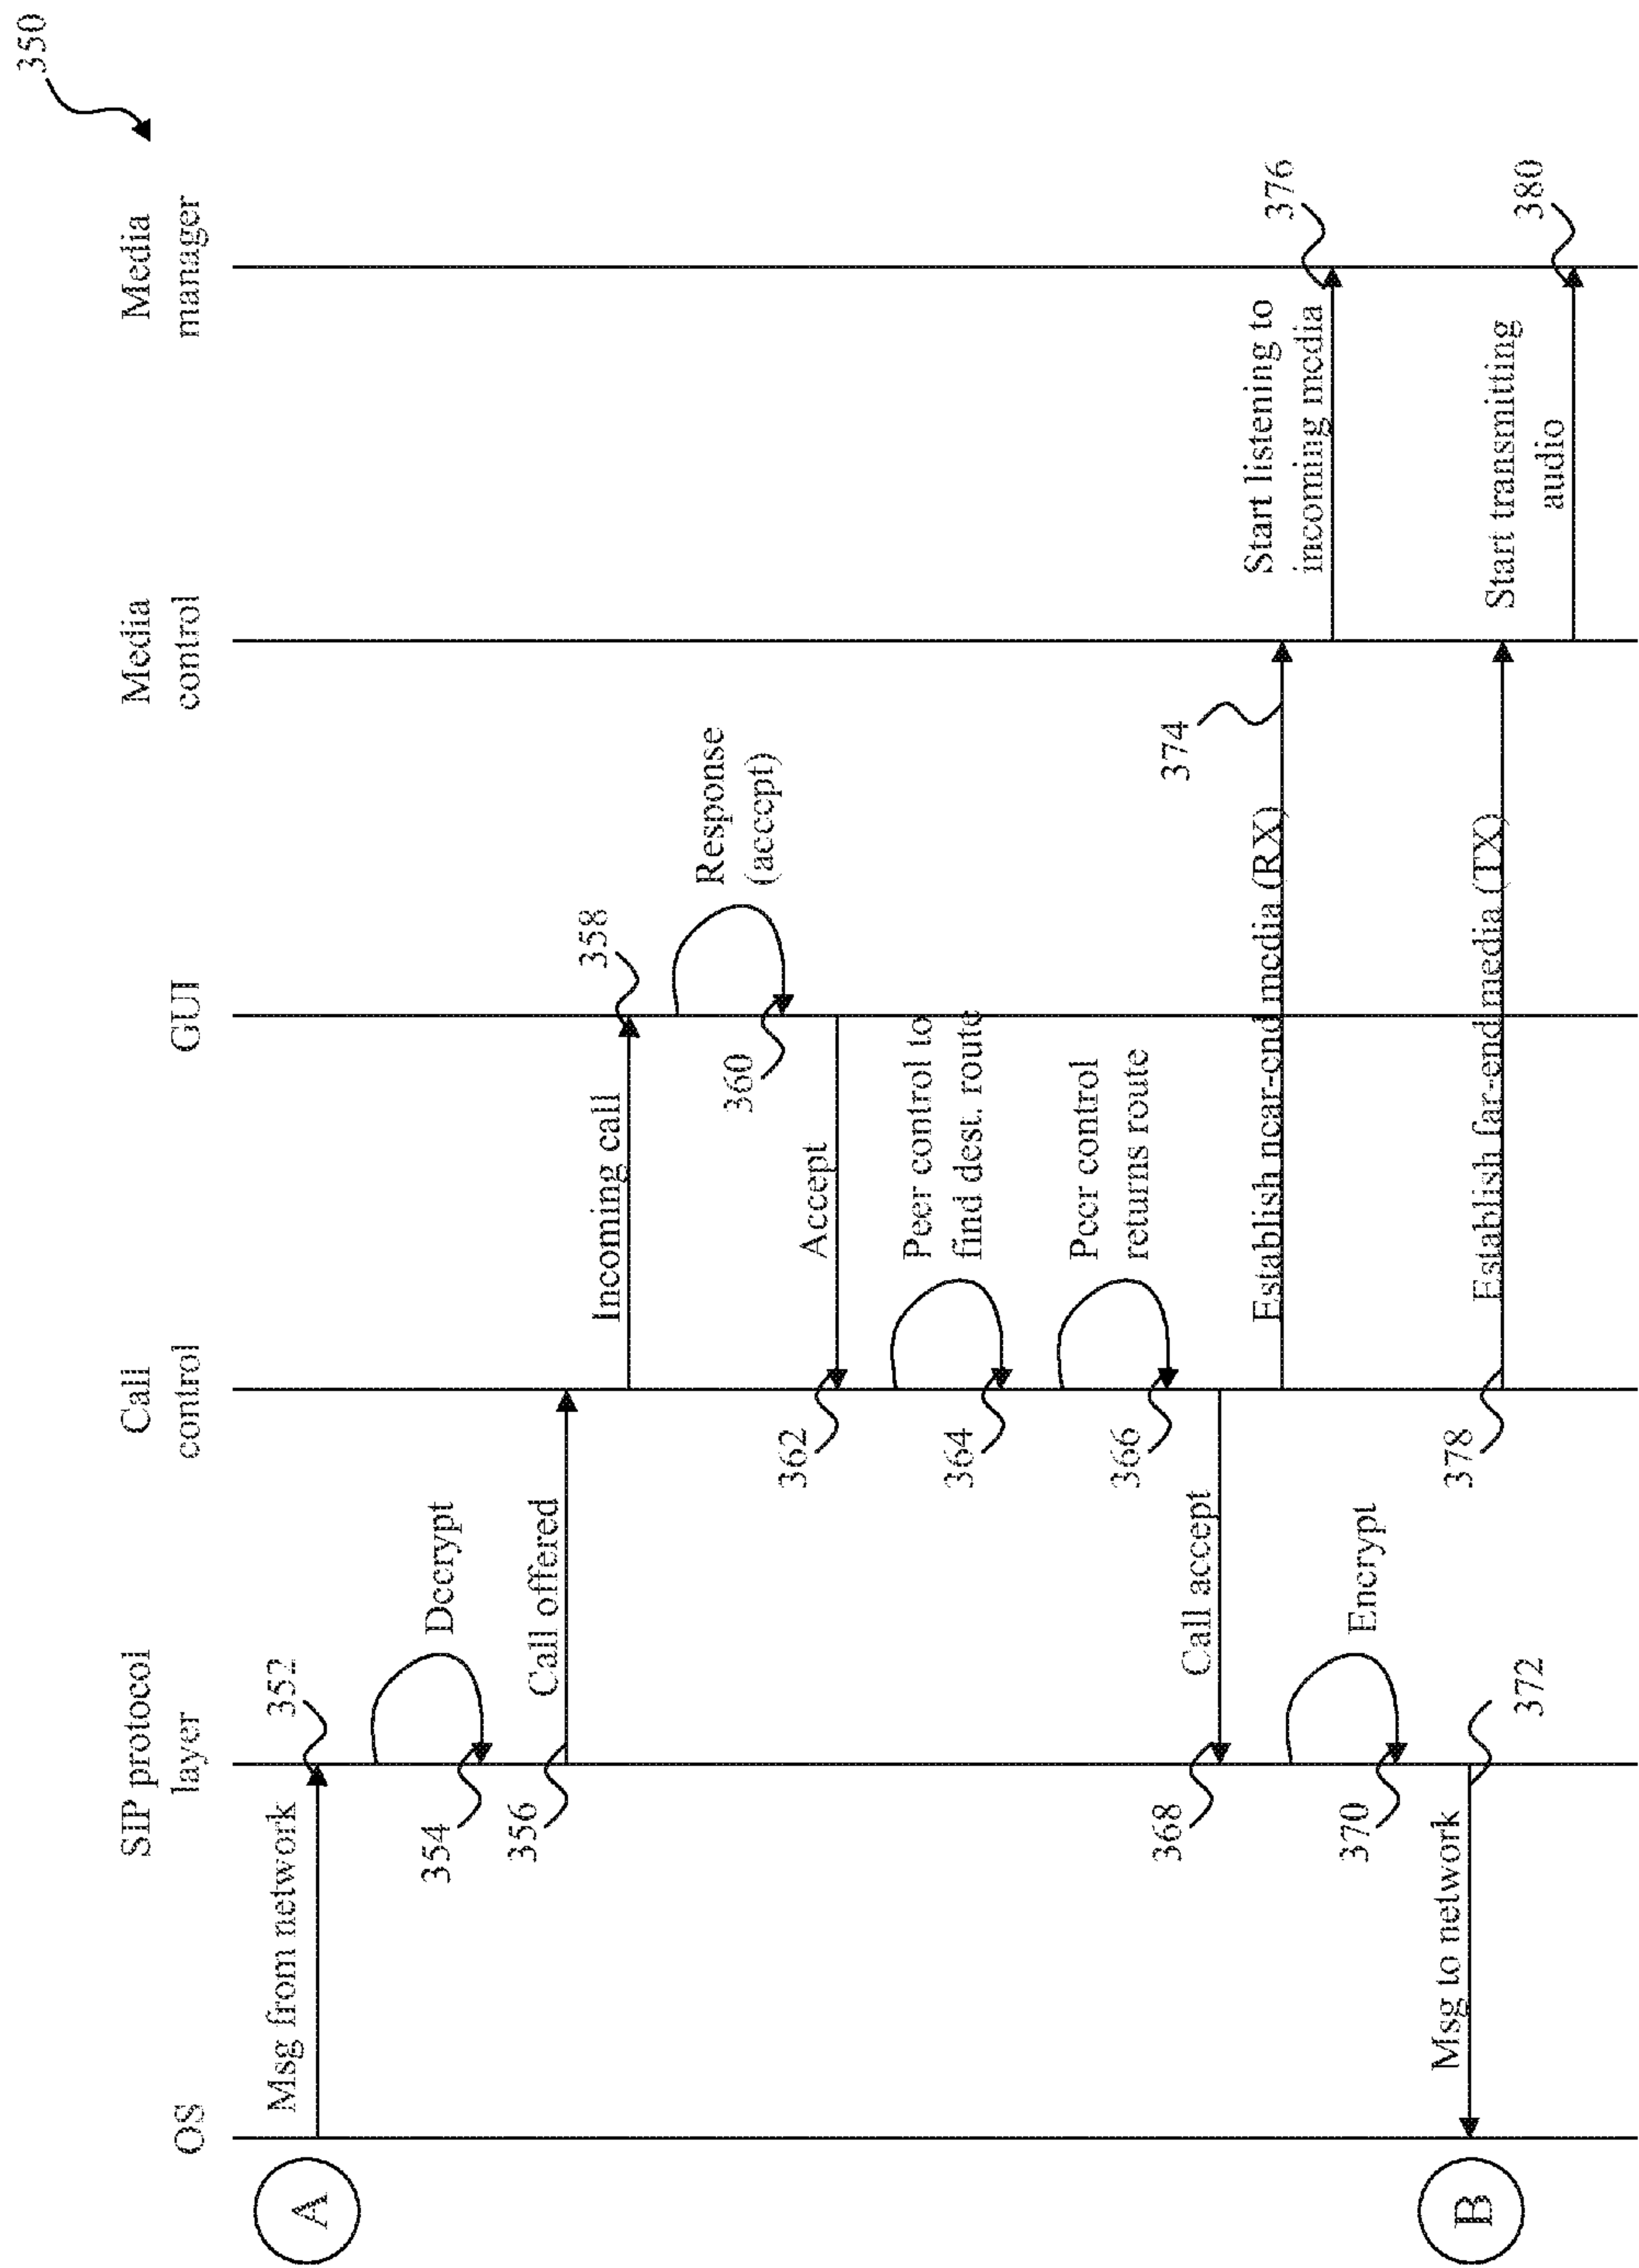 350
OS
SIP protocol
layer
Call
control
GUI
Media
control
Media
manager
A
Msg from network
352
Decrypt
354
Call offered
356
Incoming call
358
Response
(accept)
360
Accept
362
Peer control to
find dest. route
364
Peer control
returns route
366
Call accept
368
Establish near-end media (RX)
374
Encrypt
370
Start listening to
incoming media
376
B
Msg to network
372
Establish far-end media (TX)
378
Start transmitting
audio
380